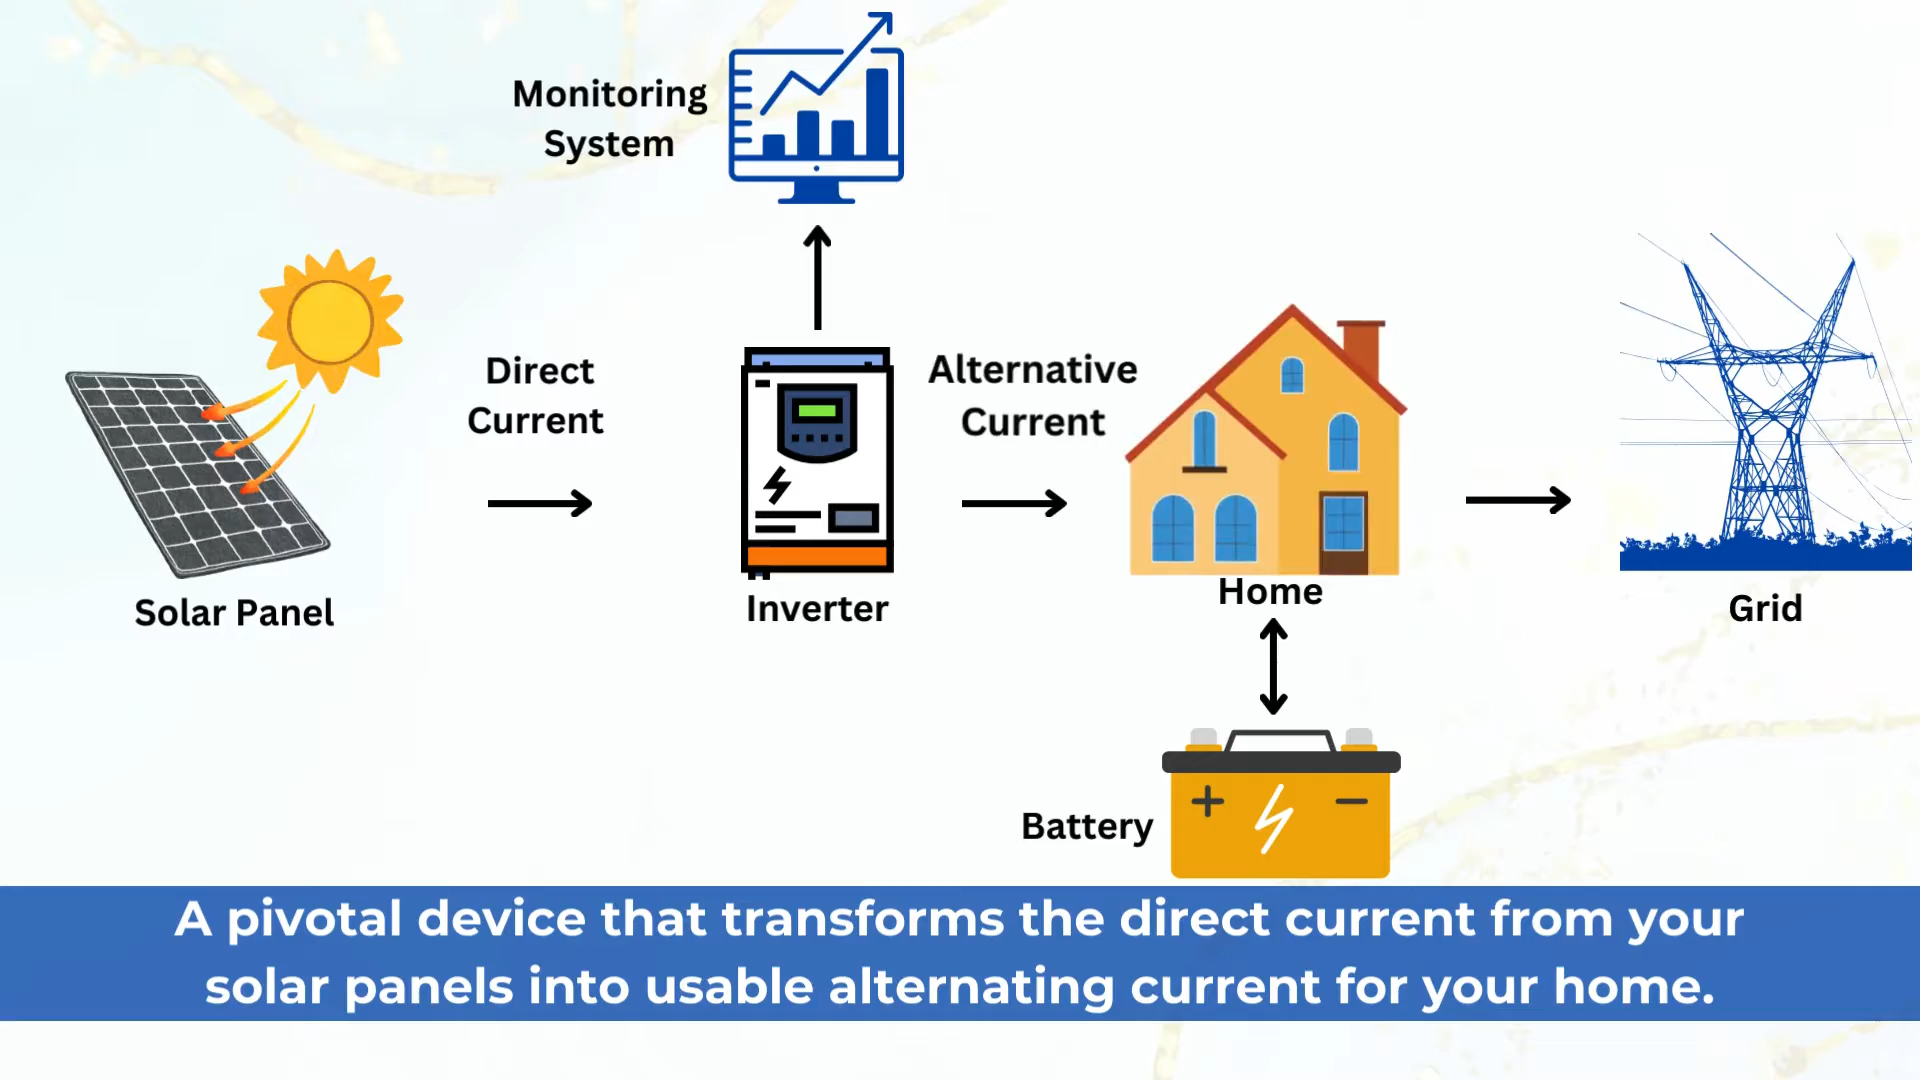 Monitoring
System
Direct
Current
Alternative
Current
Solar Panel
Inverter
Home
Grid
Battery
A pivotal device that transforms the direct current from your
solar panels into usable alternating current for your home.